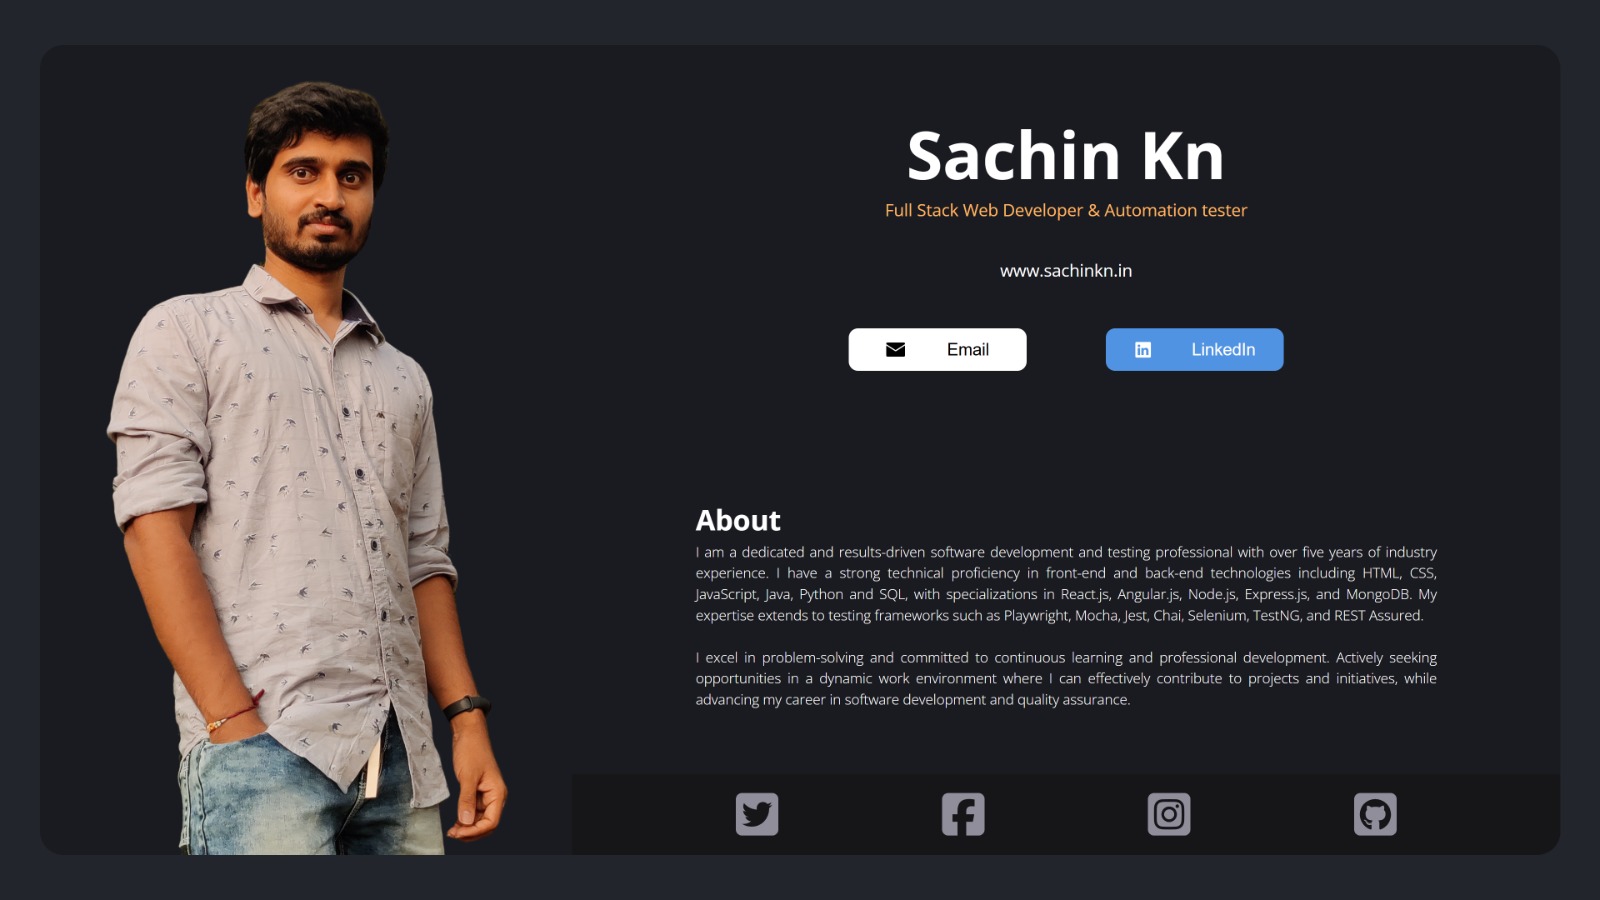 Sachin Kn
Full Stack Web Developer & Automation tester
www.sachinkn.in
Email
LinkedIn
About
I am a dedicated and results-driven software development and testing professional with over five years of industry
experience. I have a strong technical proficiency in front-end and back-end technologies including HTML, CSS,
JavaScript, Java, Python and SQL, with specializations in React.js, Angular.js, Node.js, Express.js, and MongoDB. My
expertise extends to testing frameworks such as Playwright, Mocha, Jest, Chai, Selenium, TestNG, and REST Assured.
I excel in problem-solving and committed to continuous learning and professional development. Actively seeking
opportunities in a dynamic work environment where I can effectively contribute to projects and initiatives, while
advancing my career in software development and quality assurance.